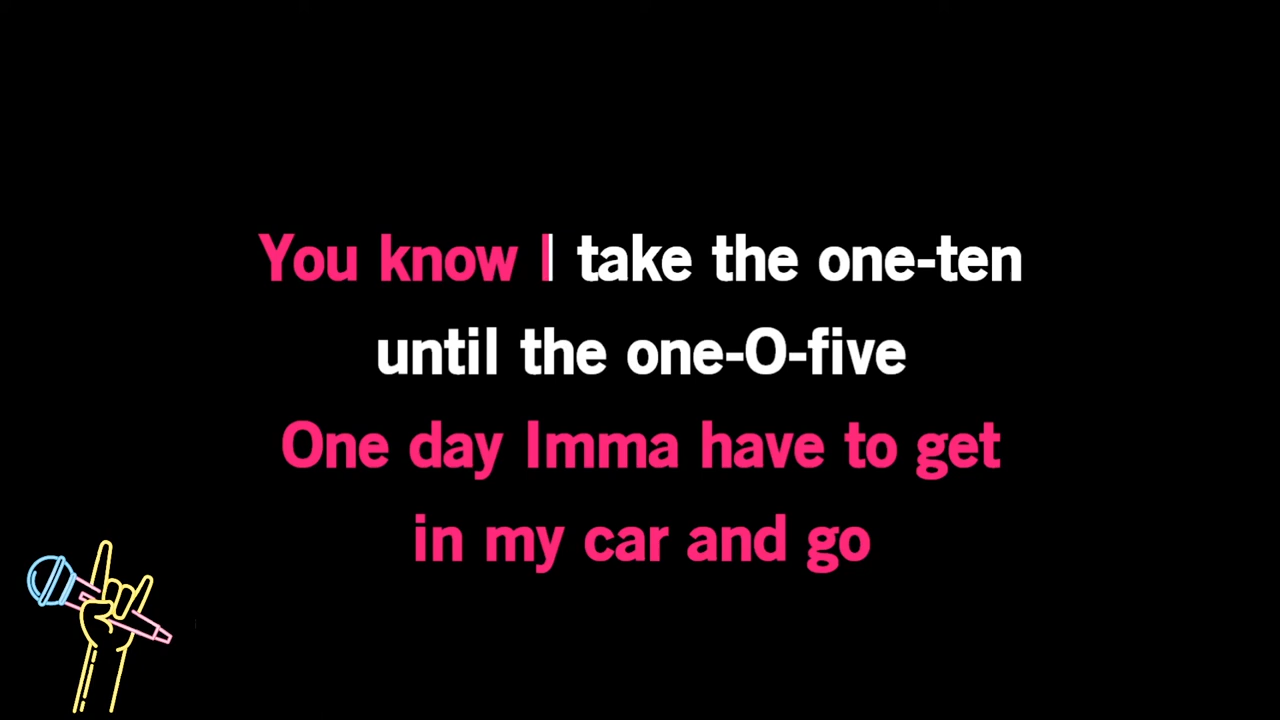 You know I take the one-ten
until the one-O-five
One day Imma have to get
in my car and go